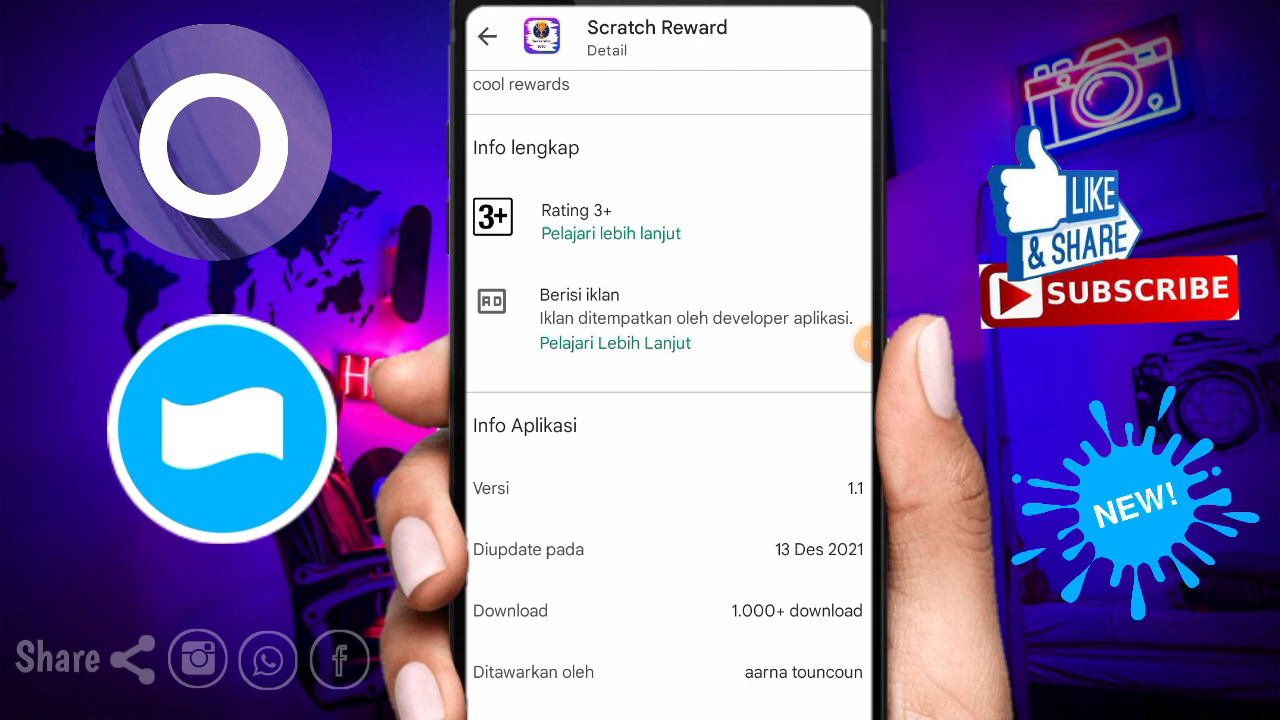 Scratch Reward
Detail
cool rewards
Info lengkap
3+
Rating 3+
Pelajari lebih lanjut
AD
Berisi iklan
Iklan ditempatkan oleh developer aplikasi.
Pelajari Lebih Lanjut
Info Aplikasi
Versi 1.1
Diupdate pada 13 Des 2021
Download 1.000+ download
Ditawarkan oleh aarna touncoun
LIKE
& SHARE
SUBSCRIBE
NEW!
Share